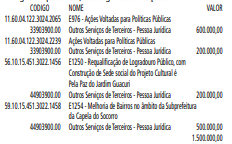 CODIGO NOME VALOR
11.60.04.122.3024.2065 E976 - Ações Voltadas para Políticas Públicas
33903900.00 Outros Serviços de Terceiros - Pessoa Jurídica 600.000,00
11.60.04.122.3024.2239 Ações Voltadas para Políticas Públicas
33903900.00 Outros Serviços de Terceiros - Pessoa Jurídica 200.000,00
56.10.15.451.3022.1456 E1250 - Requalificação de Logradouro Público, com
Construção de Sede social do Projeto Cultural é
Pela Paz do Jardim Guacuri
44903900.00 Outros Serviços de Terceiros - Pessoa Jurídica 200.000,00
59.10.15.451.3022.1458 E1254 - Melhoria de Bairros no âmbito da Subprefeitura
da Capela do Socorro
44903900.00 Outros Serviços de Terceiros - Pessoa Jurídica 500.000,00
1.500.000,00